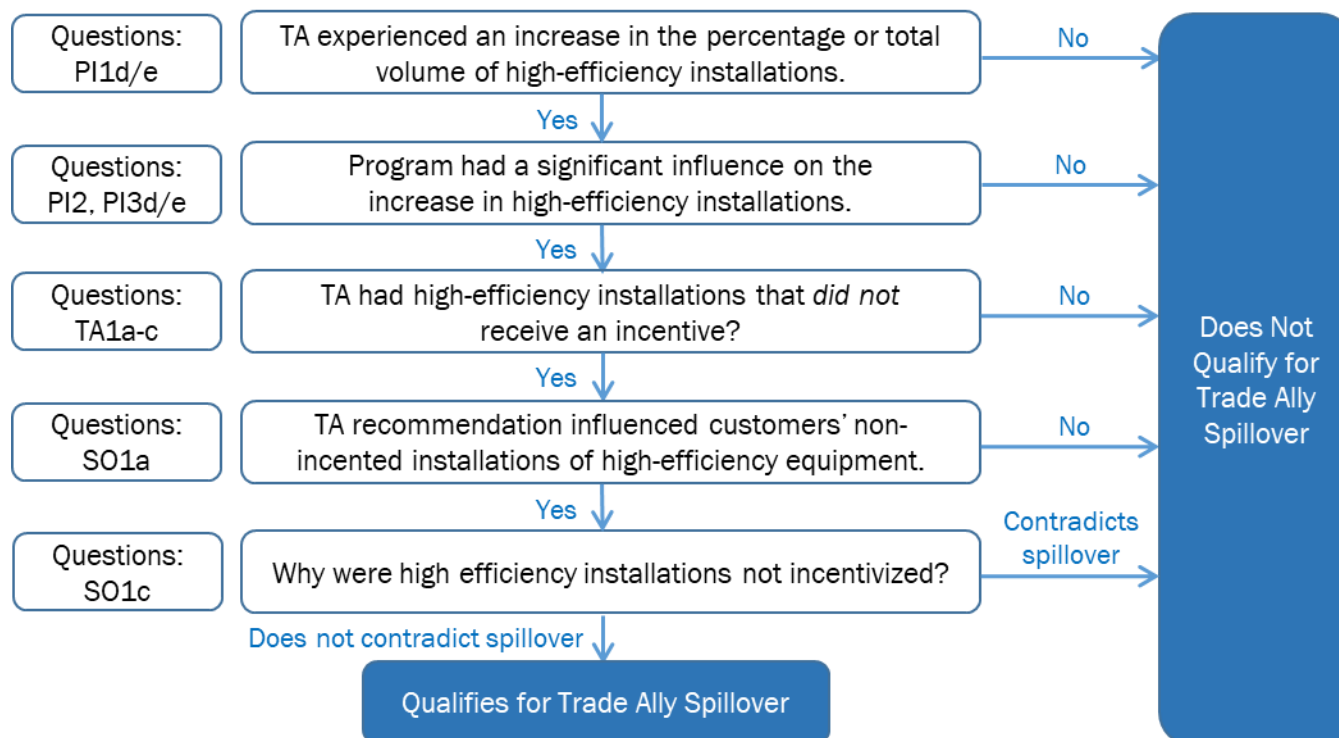 Questions:
PI1d/e
TA experienced an increase in the percentage or total
volume of high-efficiency installations.
No
Yes
Questions:
PI2, PI3d/e
Program had a significant influence on the
increase in high-efficiency installations.
No
Yes
Questions:
TA1a-c
TA had high-efficiency installations that did not
receive an incentive?
No
Yes
Questions:
SO1a
TA recommendation influenced customers’ non-
incented installations of high-efficiency equipment.
No
Yes
Questions:
SO1c
Why were high efficiency installations not incentivized?
Contradicts
spillover
Does not contradict spillover
Qualifies for Trade Ally Spillover
Does Not
Qualify for
Trade Ally
Spillover